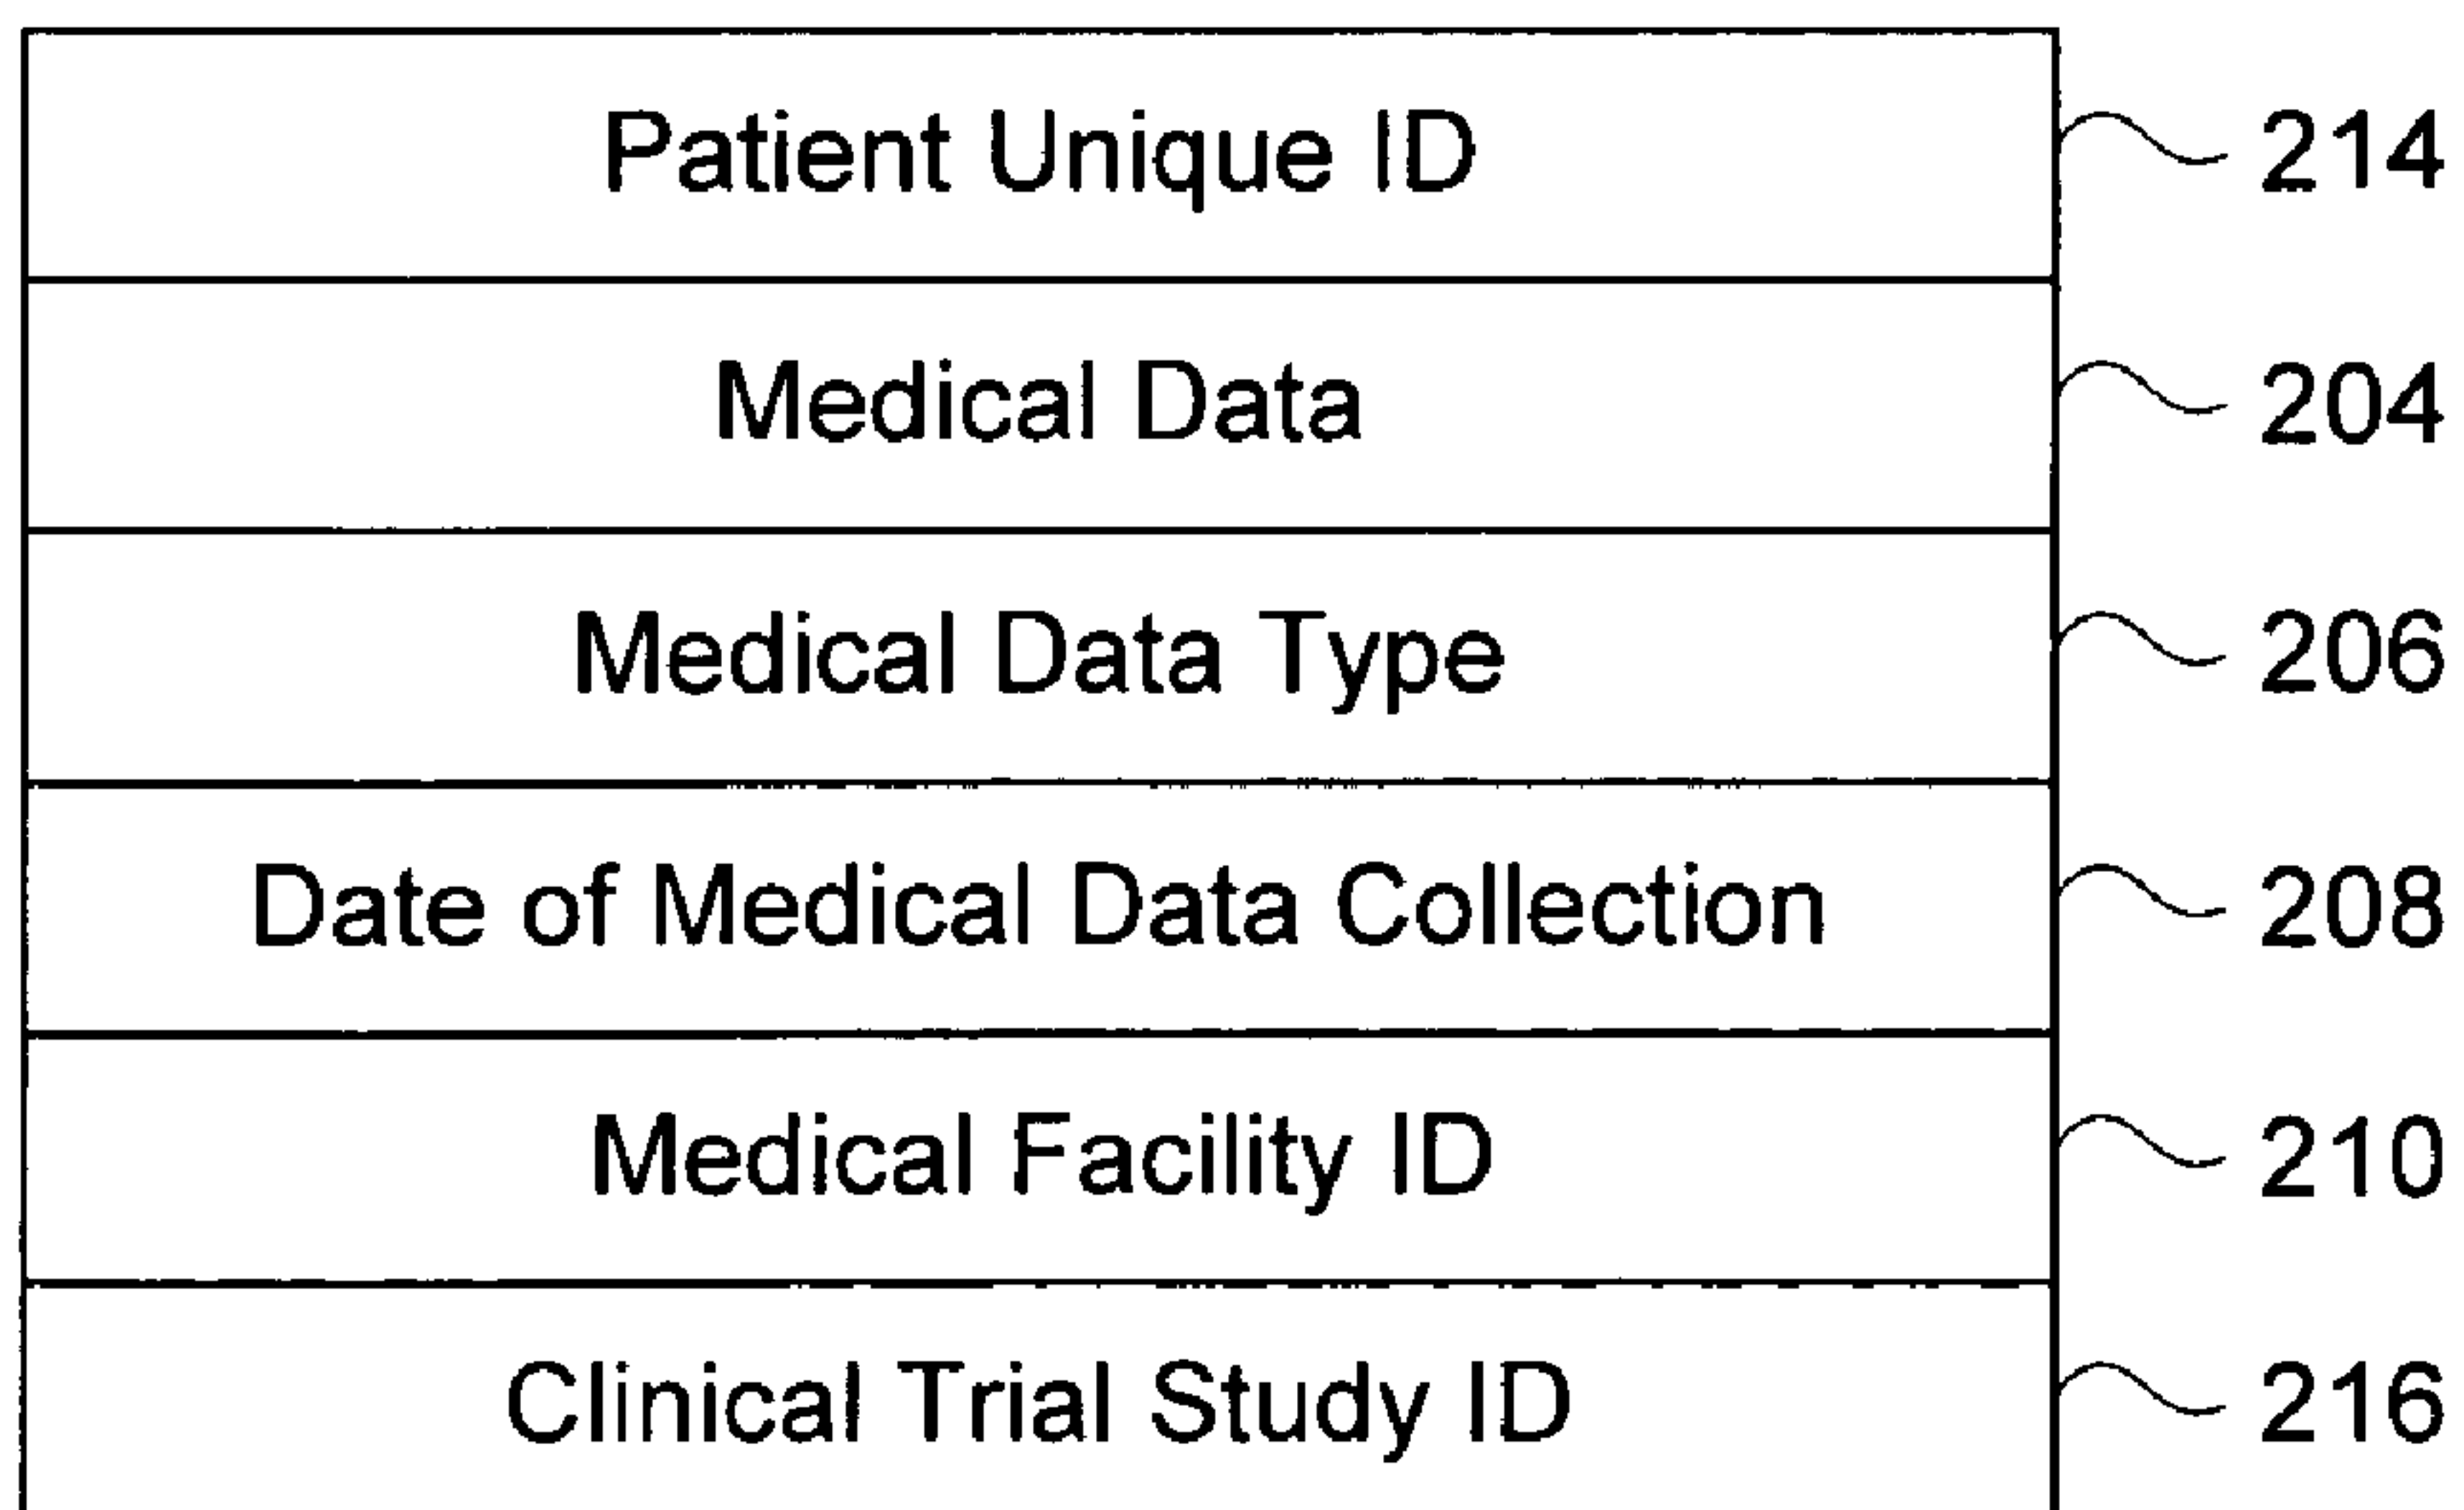 Patient Unique ID 214
Medical Data 204
Medical Data Type 206
Date of Medical Data Collection 208
Medical Facility ID 210
Clinical Trial Study ID 216